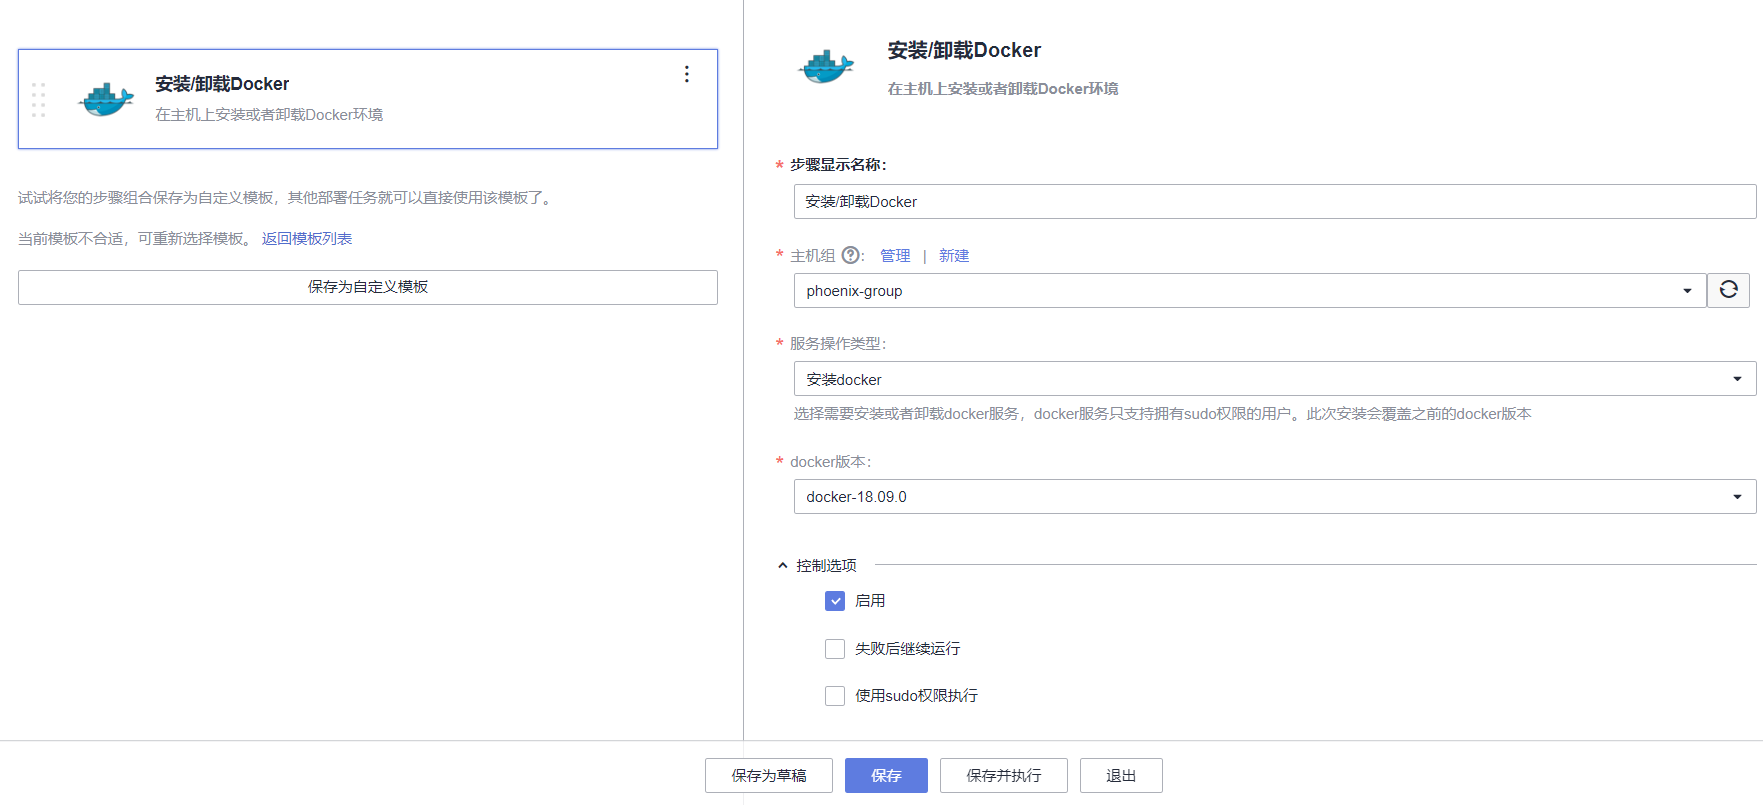 安装/卸载Docker
在主机上安装或者卸载Docker环境
试试将您的步骤组合保存为自定义模板，其他部署任务就可以直接使用该模板了。
当前模板不合适，可重新选择模板。 返回模板列表
保存为自定义模板
安装/卸载Docker
在主机上安装或者卸载Docker环境
* 步骤显示名称：
安装/卸载Docker
* 主机组 ?： 管理 | 新建
phoenix-group
* 服务操作类型：
安装docker
选择需要安装或者卸载docker服务，docker服务只支持拥有sudo权限的用户。此次安装会覆盖之前的docker版本
* docker版本：
docker-18.09.0
控制选项
启用
失败后继续运行
使用sudo权限执行
保存为草稿 保存 保存并执行 退出